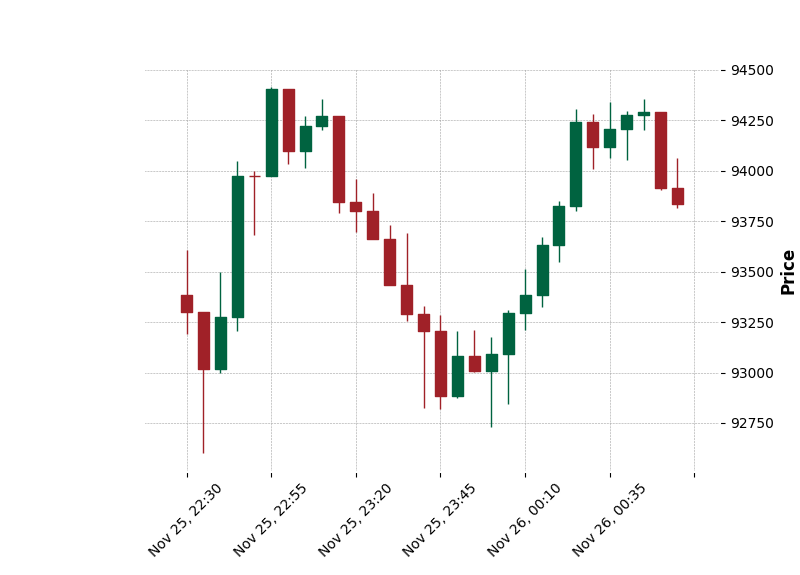 94500
94250
94000
93750
93500
93250
93000
92750
Price
Nov 25, 22:30
Nov 25, 22:55
Nov 25, 23:20
Nov 25, 23:45
Nov 26, 00:10
Nov 26, 00:35